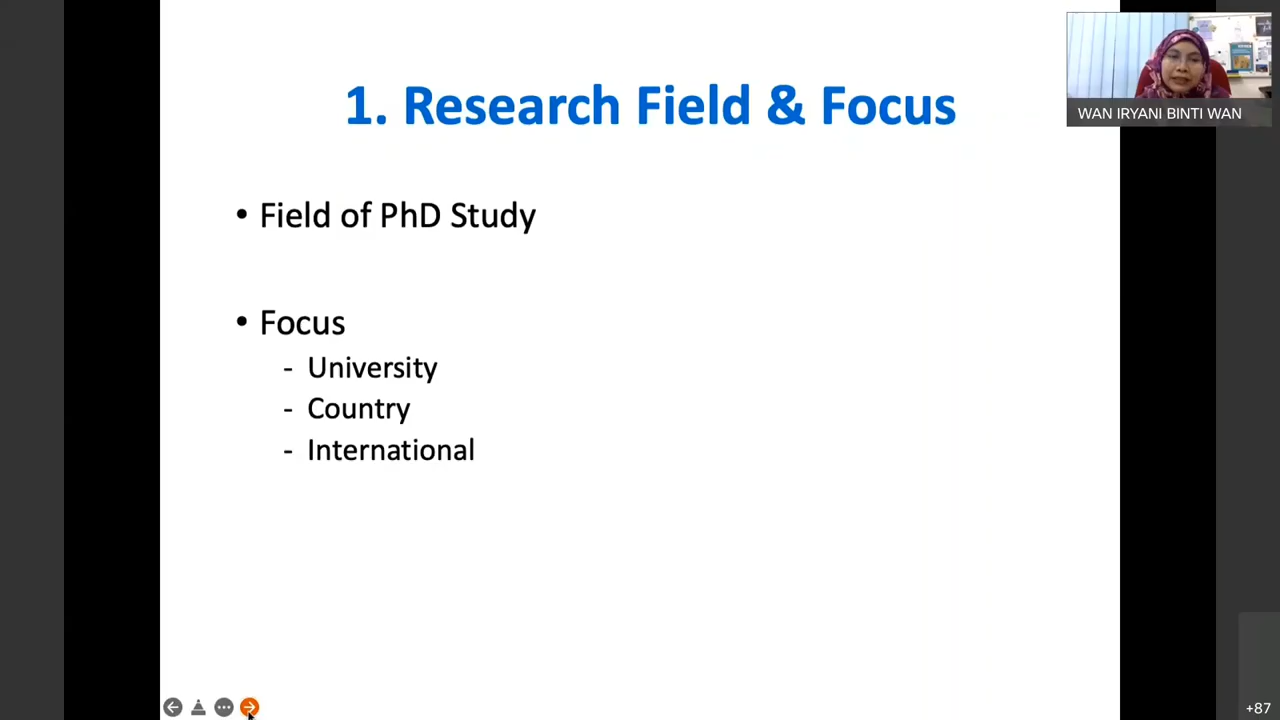 1. Research Field & Focus
WAN IRYANI BINTI WAN
• Field of PhD Study
• Focus
- University
- Country
- International
+87